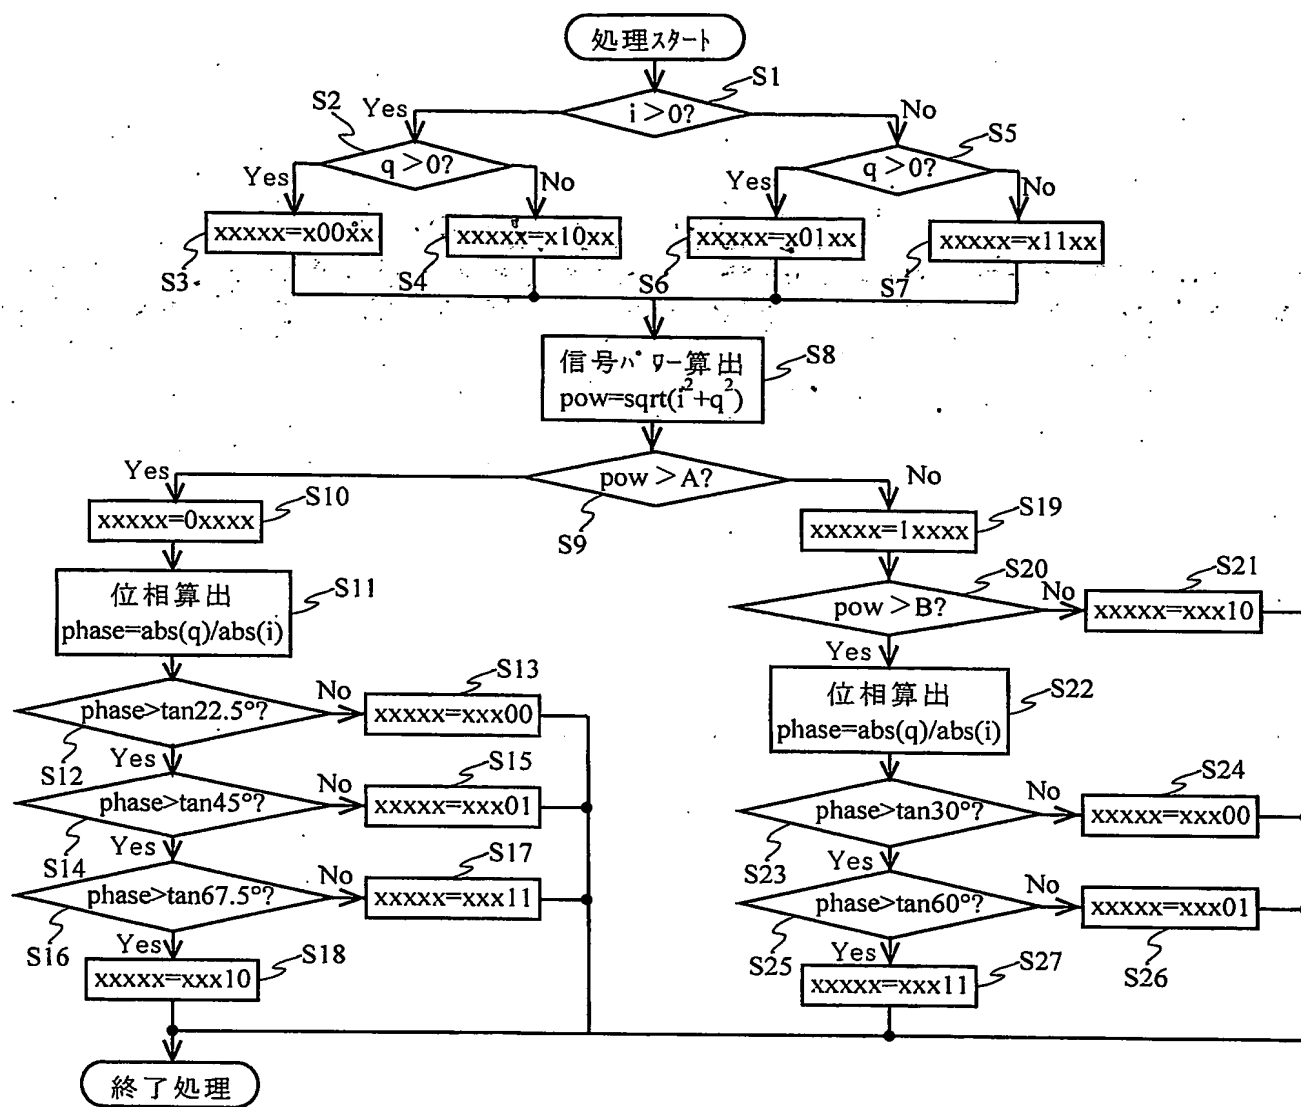 処理スタート
i>0?
S1
Yes
No
S2
q>0?
Yes
No
S5
q>0?
Yes
No
xxxxx=x00xx
S3
xxxxx=x10xx
S4
xxxxx=x01xx
S6
xxxxx=x11xx
S7
信号パワー算出
pow=sqrt(i²+q²)
S8
pow>A?
S9
Yes
No
xxxxx=0xxxx
S10
位相算出
phase=abs(q)/abs(i)
S11
phase>tan22.5°?
S12
No
xxxxx=xxx00
S13
Yes
phase>tan45°?
S14
No
xxxxx=xxx01
S15
Yes
phase>tan67.5°?
S16
No
xxxxx=xxx11
S17
Yes
xxxxx=xxx10
S18
xxxxx=1xxxx
S19
pow>B?
S20
No
xxxxx=xxx10
S21
Yes
位相算出
phase=abs(q)/abs(i)
S22
phase>tan30°?
S23
No
xxxxx=xxx00
S24
Yes
phase>tan60°?
S25
No
xxxxx=xxx01
S26
Yes
xxxxx=xxx11
S27
終了処理